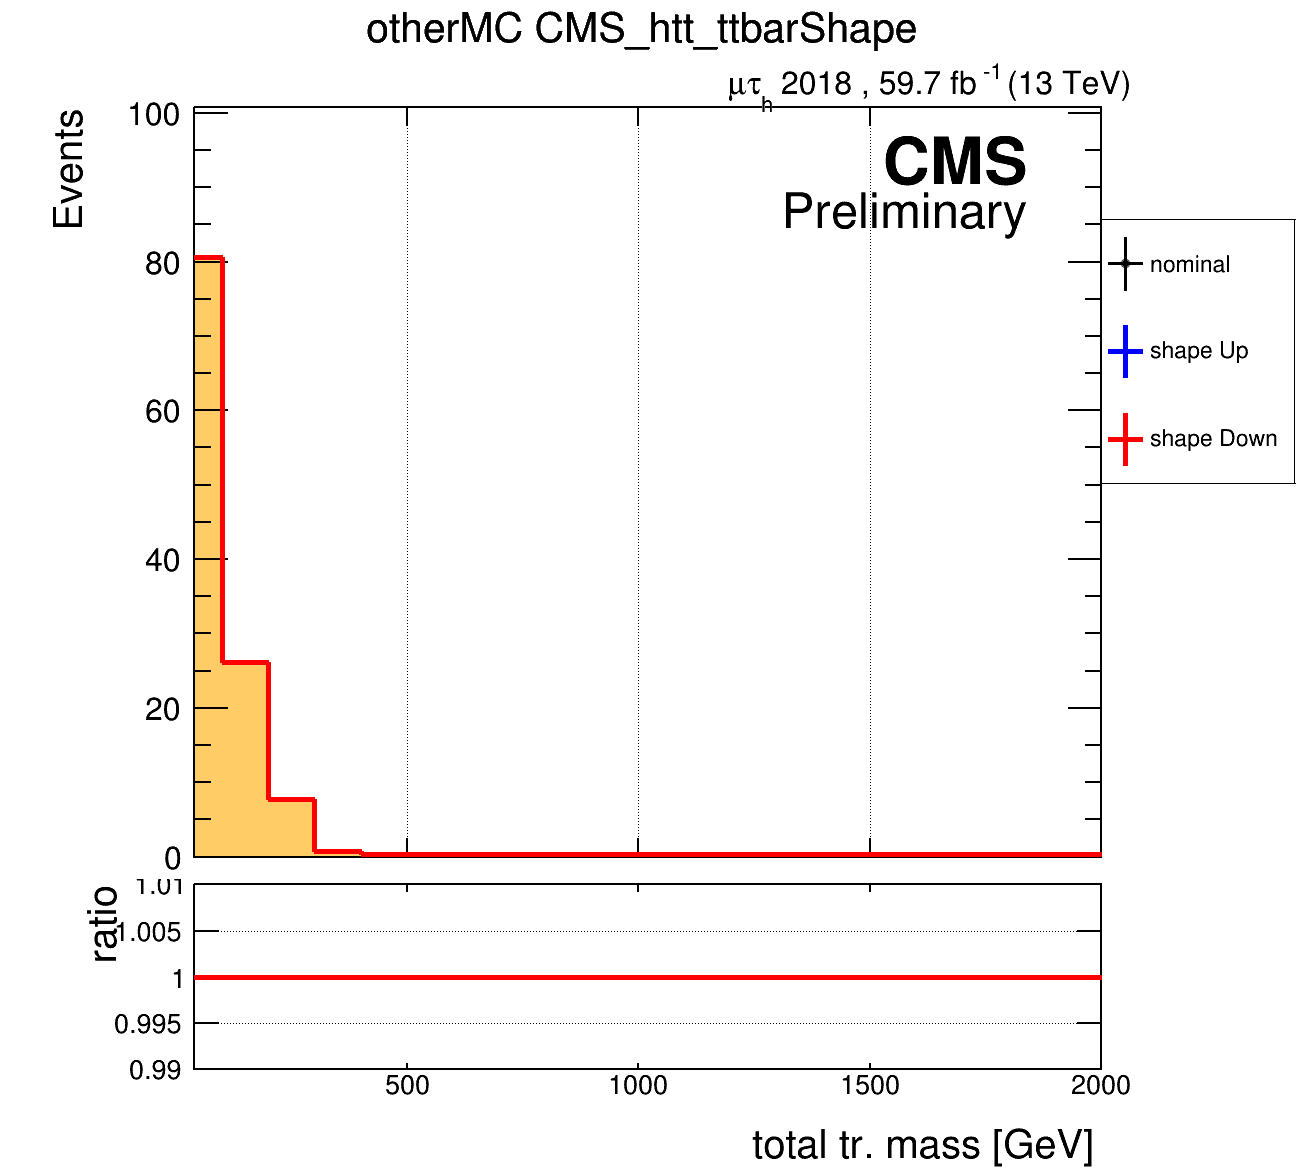 otherMC CMS_htt_ttbarShape
μτh 2018 , 59.7 fb-1 (13 TeV)
Events
100
80
60
40
20
0
CMS
Preliminary
nominal
shape Up
shape Down
ratio
1.01
1.005
1
0.995
0.99
500 1000 1500 2000
total tr. mass [GeV]